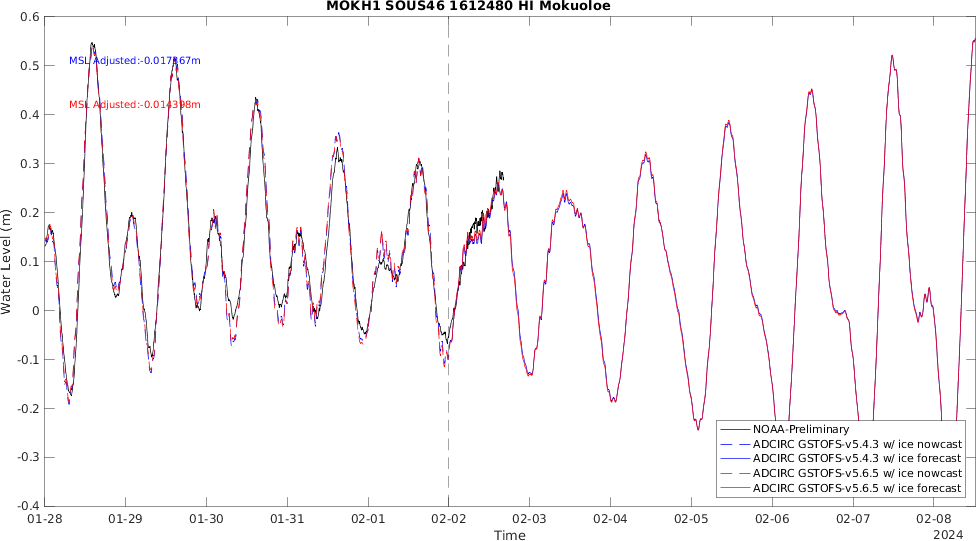 MOKH1 SOUS46 1612480 HI Mokuoloe
0.6
0.5
0.4
0.3
0.2
0.1
0
-0.1
-0.2
-0.3
-0.4
Water Level (m)
MSL Adjusted:-0.017367m
MSL Adjusted:-0.014398m
NOAA-Preliminary
ADCIRC GSTOFS-v5.4.3 w/ ice nowcast
ADCIRC GSTOFS-v5.4.3 w/ ice forecast
ADCIRC GSTOFS-v5.6.5 w/ ice nowcast
ADCIRC GSTOFS-v5.6.5 w/ ice forecast
01-28 01-29 01-30 01-31 02-01 02-02 02-03 02-04 02-05 02-06 02-07 02-08
Time
2024